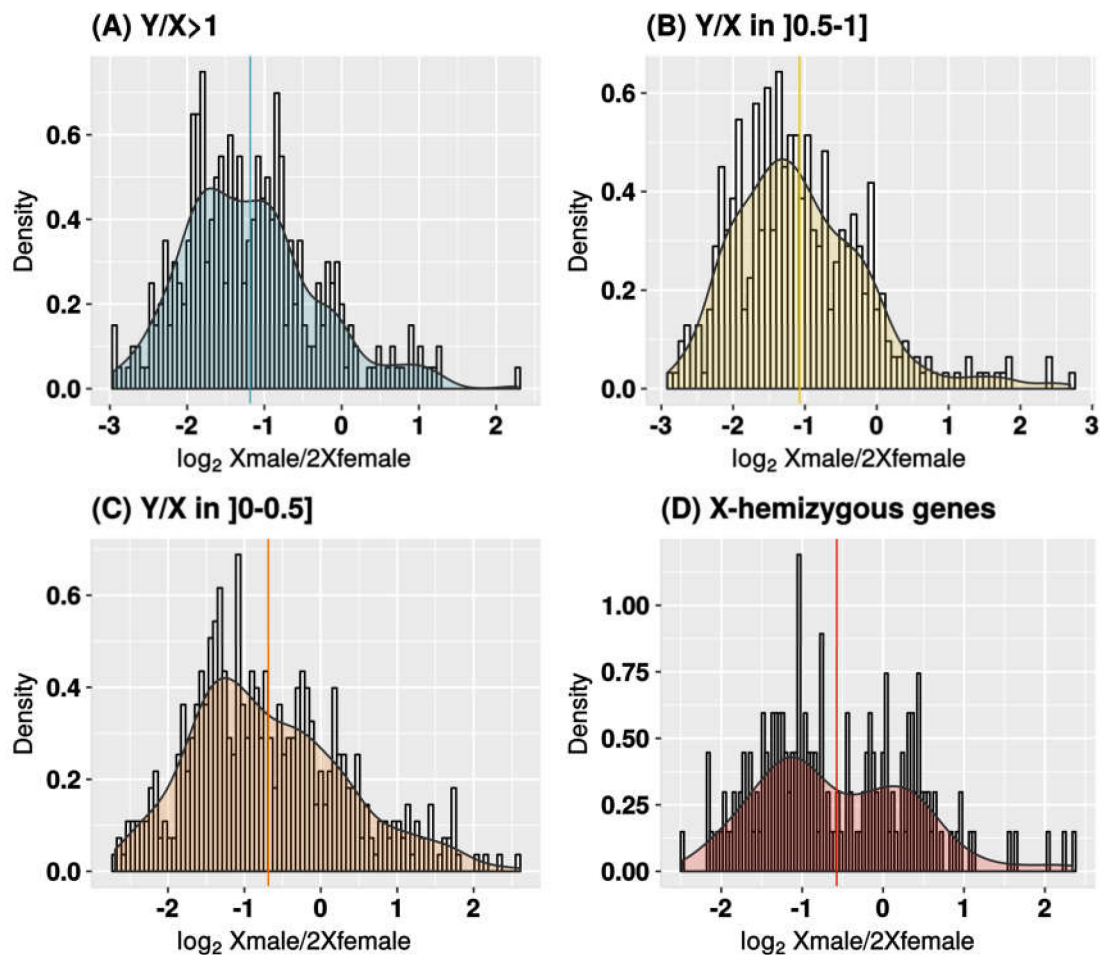 (A) Y/X>1
Density
0.6
0.4
0.2
0.0
-3 -2 -1 0 1 2
log2 Xmale/2Xfemale
(B) Y/X in ]0.5-1]
Density
0.6
0.4
0.2
0.0
-3 -2 -1 0 1 2 3
log2 Xmale/2Xfemale
(C) Y/X in ]0-0.5]
Density
0.6
0.4
0.2
0.0
-2 -1 0 1 2
log2 Xmale/2Xfemale
(D) X-hemizygous genes
Density
1.00
0.75
0.50
0.25
0.00
-2 -1 0 1 2
log2 Xmale/2Xfemale